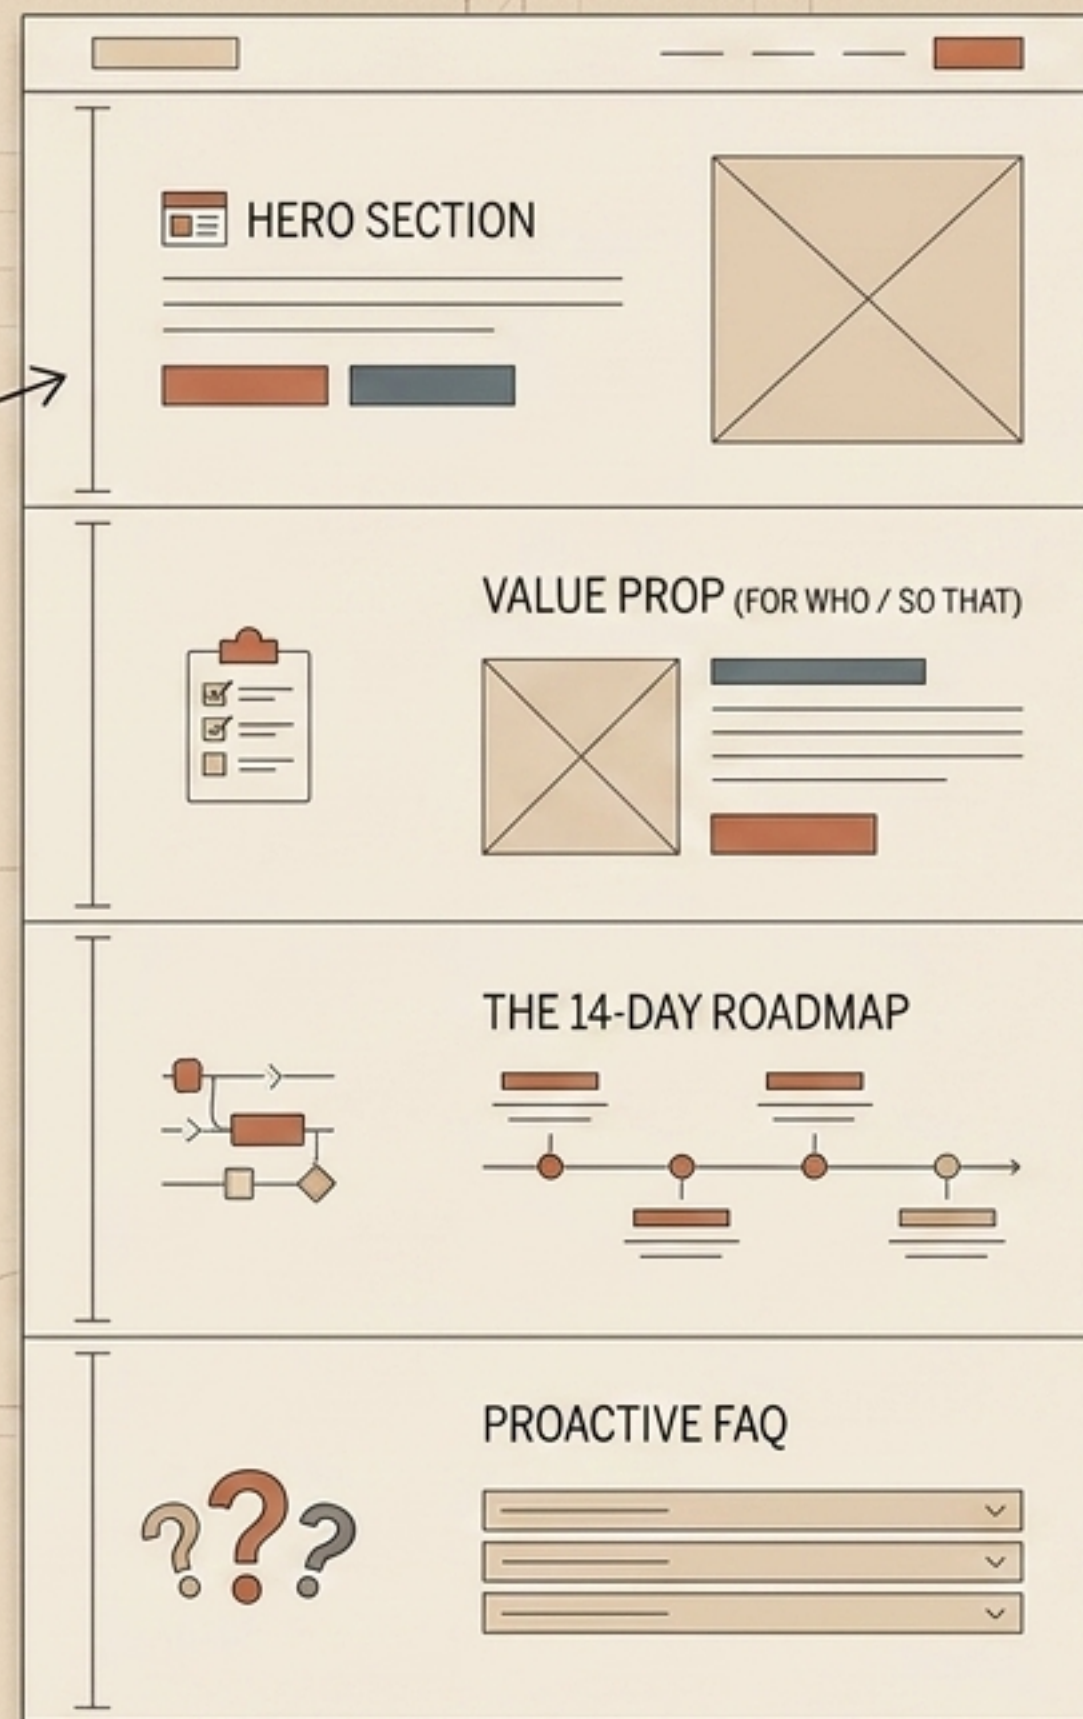 HERO SECTION
VALUE PROP (FOR WHO / SO THAT)
THE 14-DAY ROADMAP
PROACTIVE FAQ